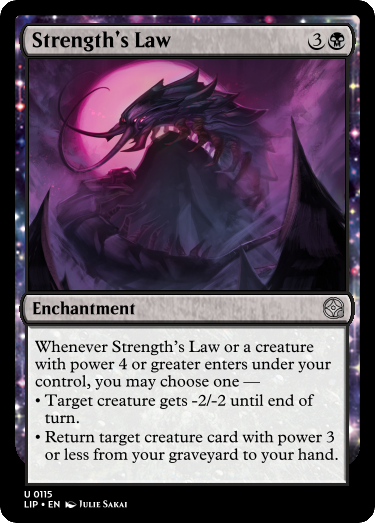 Strength's Law 3
Enchantment
Whenever Strength's Law or a creature
with power 4 or greater enters under your
control, you may choose one —
• Target creature gets -2/-2 until end of
turn.
• Return target creature card with power 3
or less from your graveyard to your hand.
U 0115
LIP • EN Julie Sakai